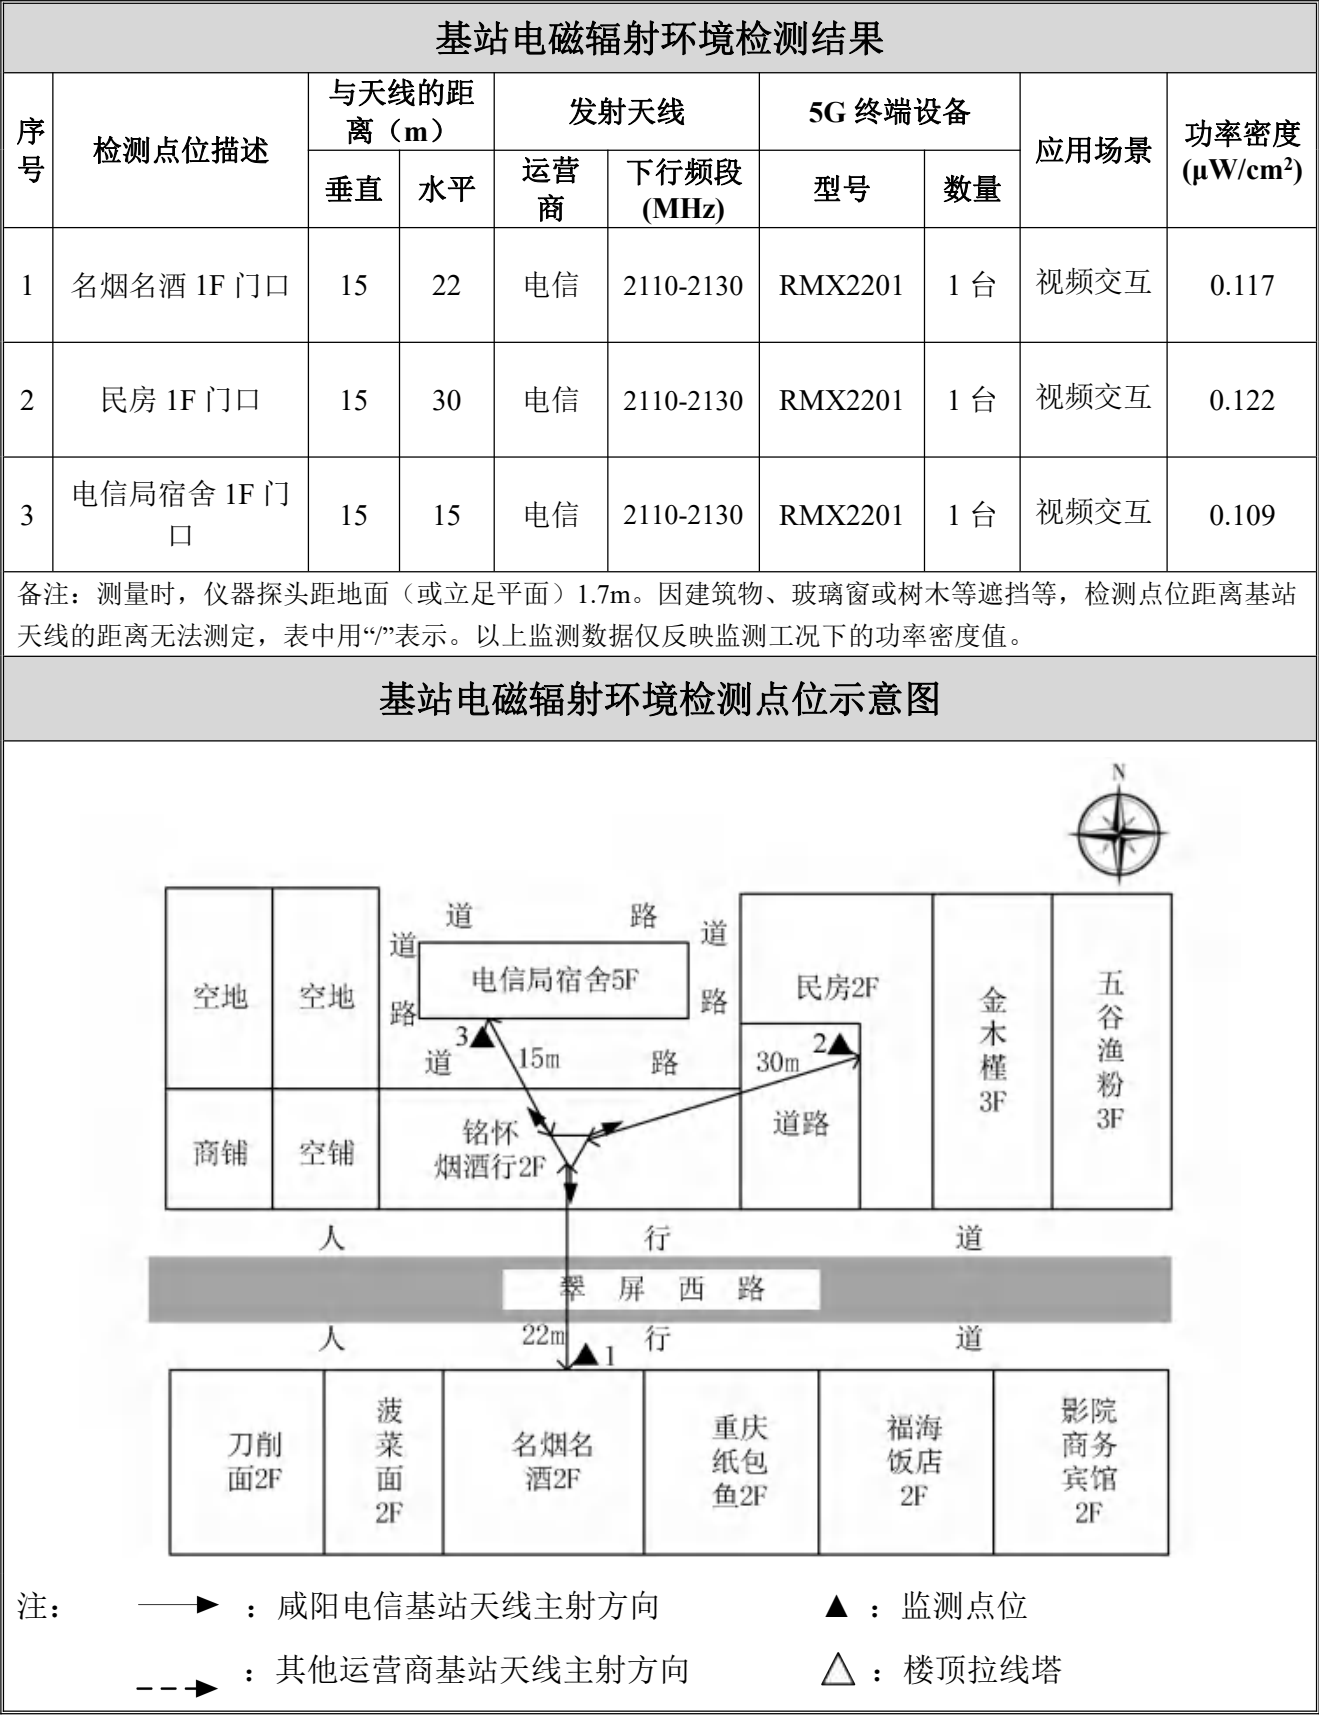 基站电磁辐射环境检测结果
序号 检测点位描述 与天线的距离（m） 发射天线 5G 终端设备 应用场景 功率密度(μW/cm²)
垂直 水平 运营商 下行频段(MHz) 型号 数量
1 名烟名酒 1F 门口 15 22 电信 2110-2130 RMX2201 1 台 视频交互 0.117
2 民房 1F 门口 15 30 电信 2110-2130 RMX2201 1 台 视频交互 0.122
3 电信局宿舍 1F 门口 15 15 电信 2110-2130 RMX2201 1 台 视频交互 0.109
备注：测量时，仪器探头距地面（或立足平面）1.7m。因建筑物、玻璃窗或树木等遮挡等，检测点位距离基站
天线的距离无法测定，表中用“/”表示。以上监测数据仅反映监测工况下的功率密度值。
基站电磁辐射环境检测点位示意图
N
道 路
道路
道路
电信局宿舍5F
民房2F
空地
空地
金木槿3F
五谷渔粉3F
3
15m
道 路
2
30m
道路
商铺
空铺
铭怀
烟酒行2F
人 行 道
翠 屏 西 路
人 行 道
22m
1
刀削
面2F
菠菜面2F
名烟名
酒2F
重庆
纸包
鱼2F
福海
饭店
2F
影院
商务
宾馆
2F
注： ：咸阳电信基站天线主射方向 ：监测点位
：其他运营商基站天线主射方向 ：楼顶拉线塔